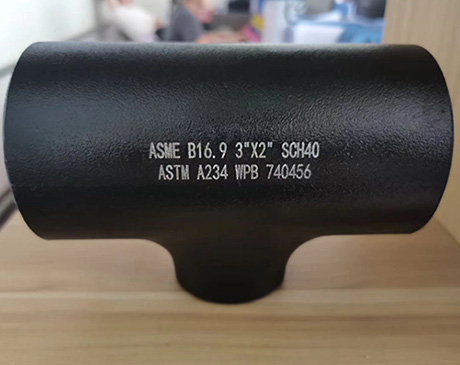 ASME B16.9 3"X2" SCH40
ASTM A234 WPB 740456